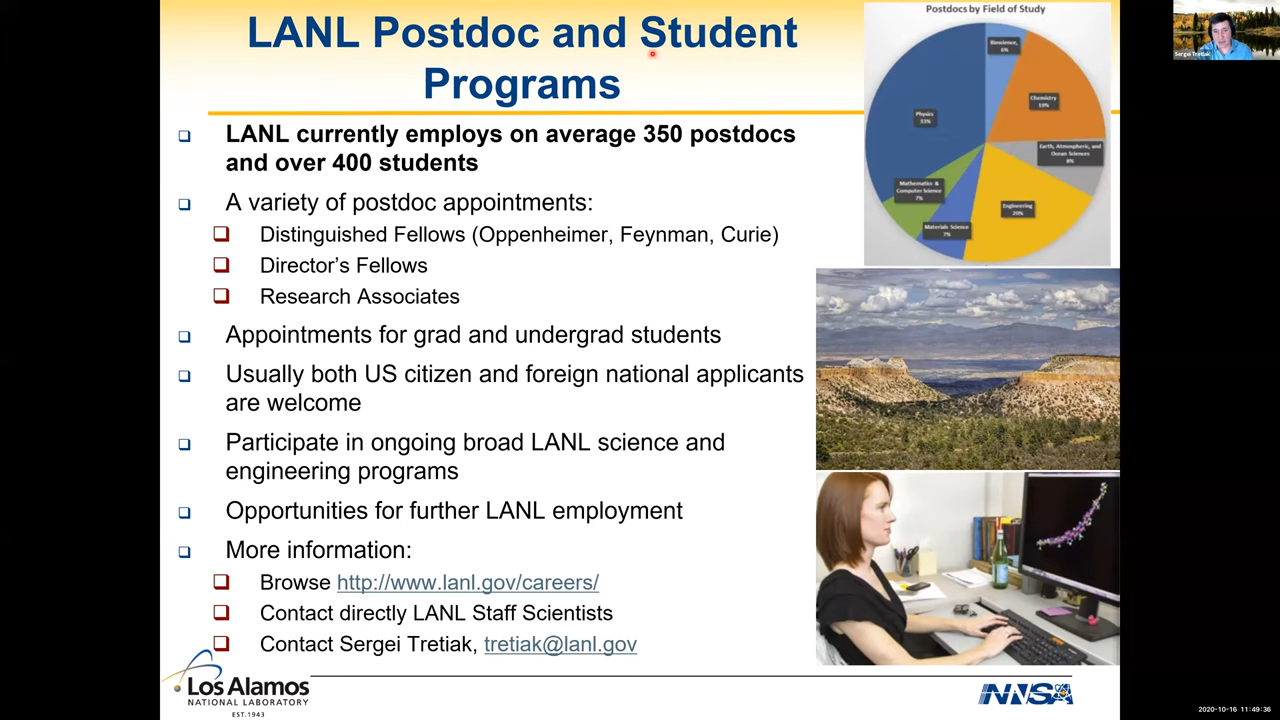 LANL Postdoc and Student
Programs
LANL currently employs on average 350 postdocs
and over 400 students
A variety of postdoc appointments:
Distinguished Fellows (Oppenheimer, Feynman, Curie)
Director's Fellows
Research Associates
Appointments for grad and undergrad students
Usually both US citizen and foreign national applicants
are welcome
Participate in ongoing broad LANL science and
engineering programs
Opportunities for further LANL employment
More information:
Browse http://www.lanl.gov/careers/
Contact directly LANL Staff Scientists
Contact Sergei Tretiak, tretiak@lanl.gov
Postdocs by Field of Study
Bioscience,
6%
Chemistry
19%
Earth, Atmospheric, and
Ocean Sciences
8%
Engineering
20%
Materials Science
7%
Mathematics &
Computer Science
7%
Physics
33%
Sergei Tretiak
Los Alamos
NATIONAL LABORATORY
EST.1943
NNSA
2020-10-16 11:49:36